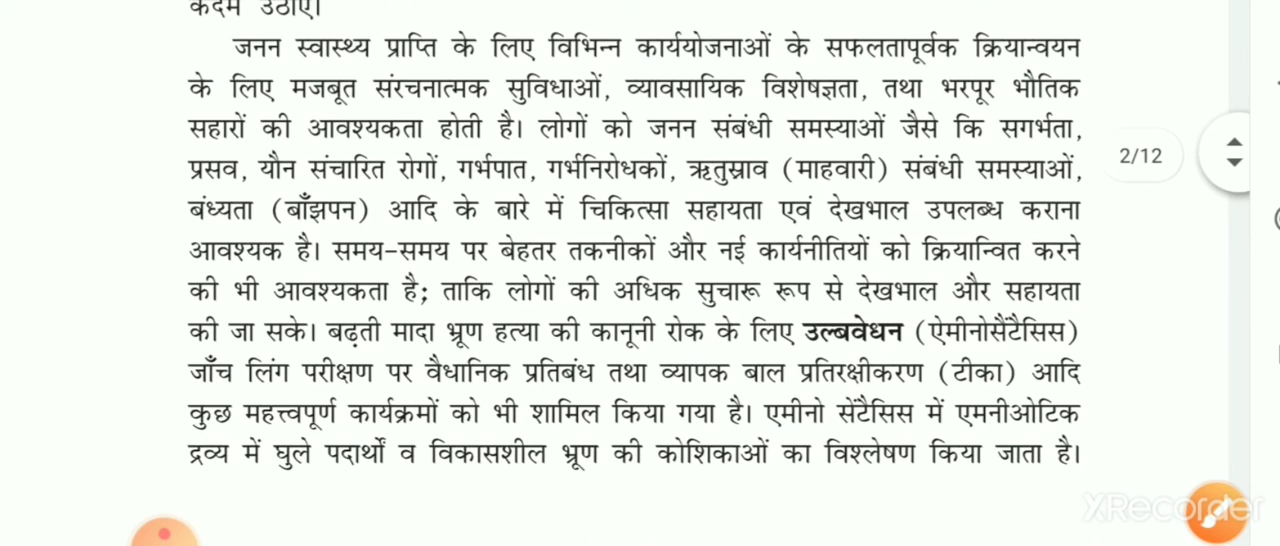 कदम उठाए।
जनन स्वास्थ्य प्राप्ति के लिए विभिन्न कार्ययोजनाओं के सफलतापूर्वक क्रियान्वयन
के लिए मजबूत संरचनात्मक सुविधाओं, व्यावसायिक विशेषज्ञता, तथा भरपूर भौतिक
सहारों की आवश्यकता होती है। लोगों को जनन संबंधी समस्याओं जैसे कि सगर्भता,
प्रसव, यौन संचारित रोगों, गर्भपात, गर्भनिरोधकों, ऋतुस्राव (माहवारी) संबंधी समस्याओं,
बंध्यता (बाँझपन) आदि के बारे में चिकित्सा सहायता एवं देखभाल उपलब्ध कराना
आवश्यक है। समय-समय पर बेहतर तकनीकों और नई कार्यनीतियों को क्रियान्वित करने
की भी आवश्यकता है; ताकि लोगों की अधिक सुचारू रूप से देखभाल और सहायता
की जा सके। बढ़ती मादा भ्रूण हत्या की कानूनी रोक के लिए उल्बवेधन (ऐमीनोसैंटैसिस)
जाँच लिंग परीक्षण पर वैधानिक प्रतिबंध तथा व्यापक बाल प्रतिरक्षीकरण (टीका) आदि
कुछ महत्त्वपूर्ण कार्यक्रमों को भी शामिल किया गया है। एमीनो सेंटैसिस में एमनीओटिक
द्रव्य में घुले पदार्थों व विकासशील भ्रूण की कोशिकाओं का विश्लेषण किया जाता है।
2/12
XRecorder